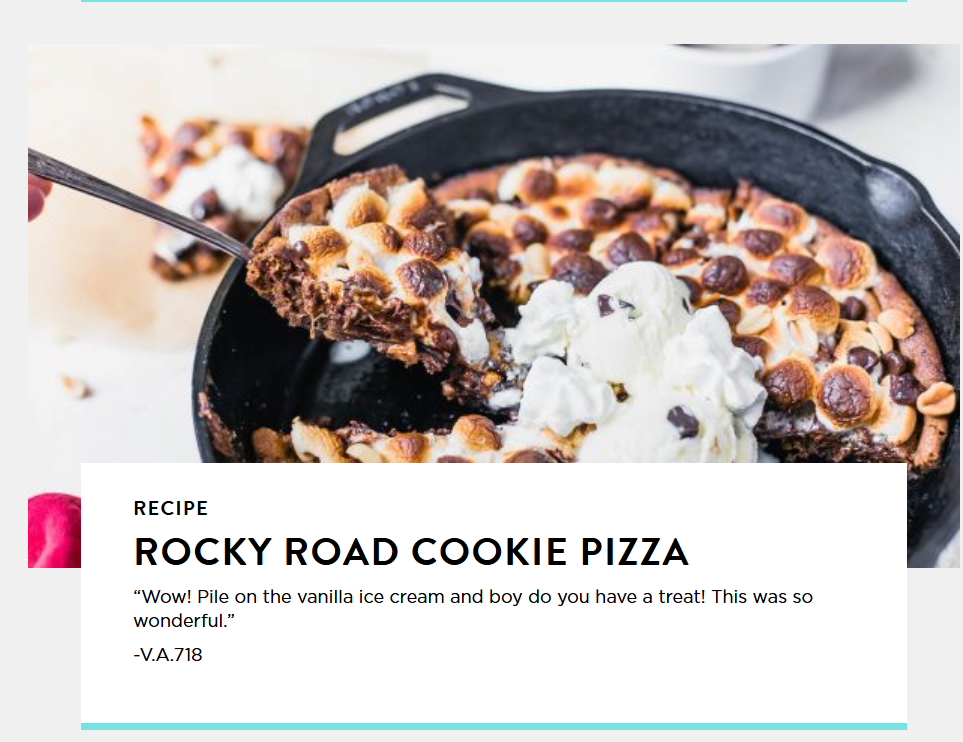 RECIPE
ROCKY ROAD COOKIE PIZZA
“Wow! Pile on the vanilla ice cream and boy do you have a treat! This was so
wonderful.”
-V.A.718